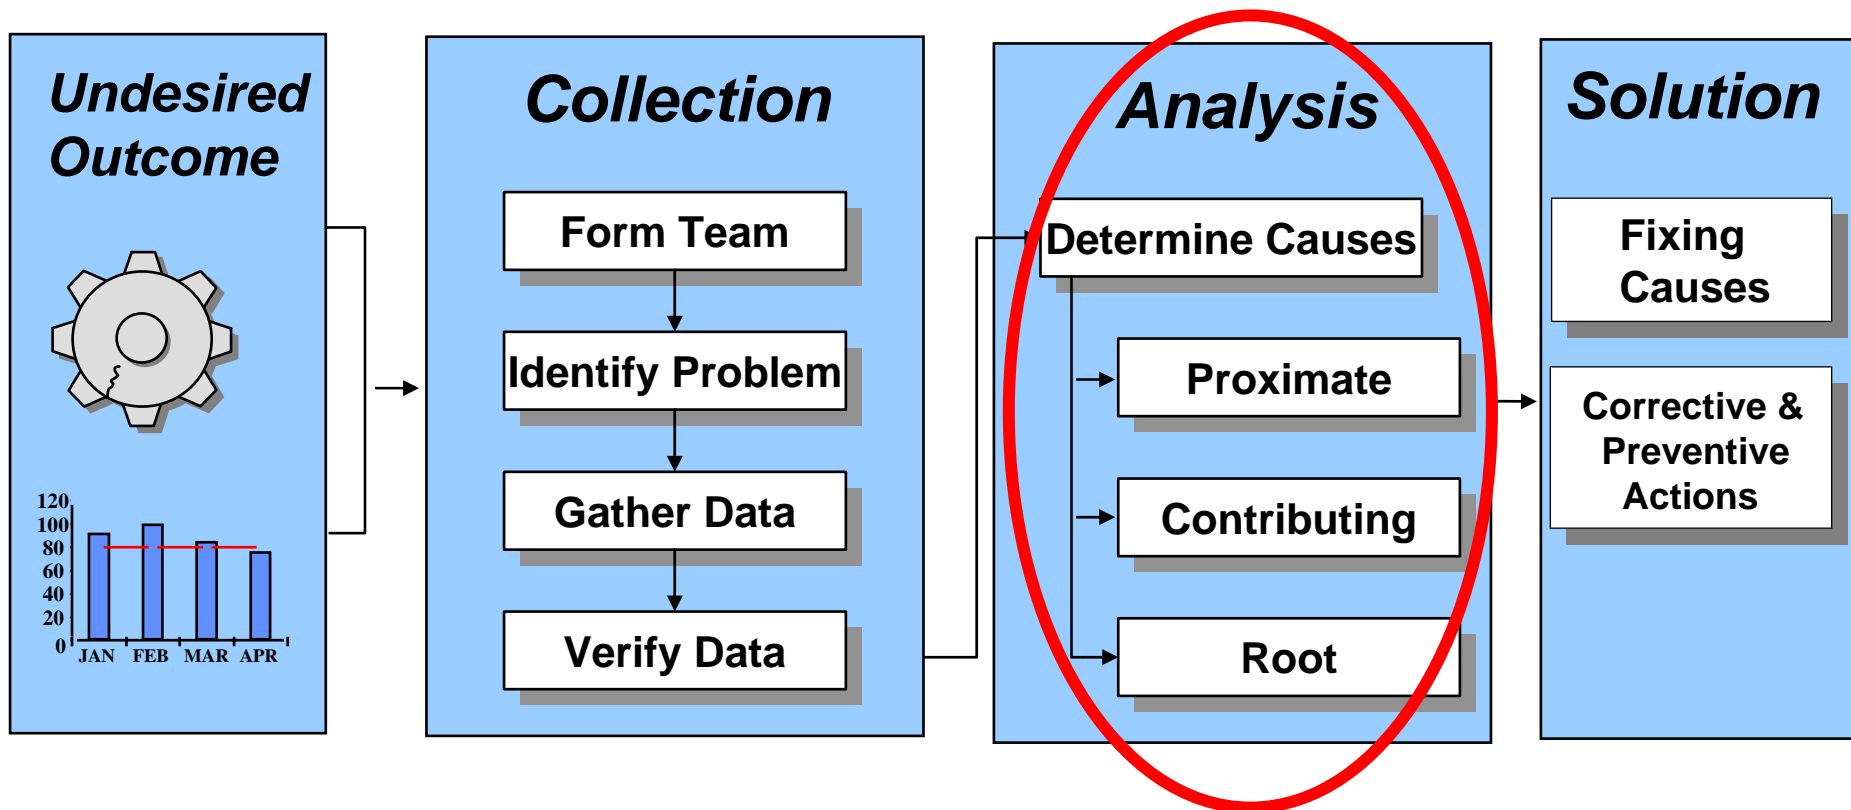 Undesired
Outcome
120
100
80
60
40
20
0
JAN FEB MAR APR
Collection
Form Team
Identify Problem
Gather Data
Verify Data
Analysis
Determine Causes
Proximate
Contributing
Root
Solution
Fixing
Causes
Corrective &
Preventive
Actions